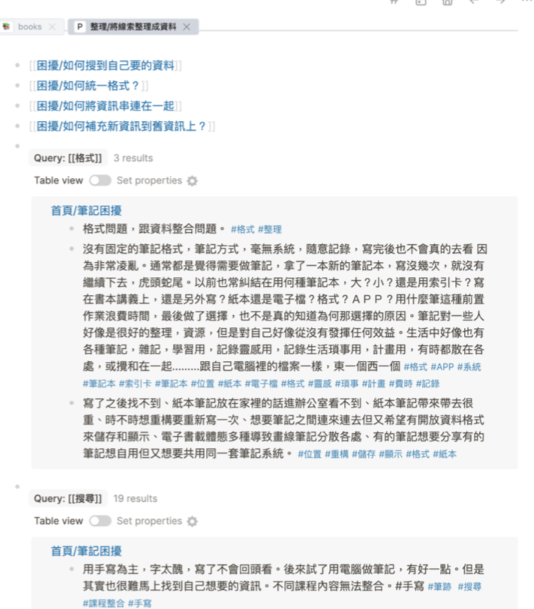 books
P 整理/將線索整理成資料
[[困擾/如何搜到自己要的資料]]
[[困擾/如何統一格式？]]
[[困擾/如何將資訊串連在一起]]
[[困擾/如何補充新資訊到舊資訊上？]]
Query: [[格式]] 3 results
Table view Set properties
首頁/筆記困擾
格式問題，跟資料整合問題。 #格式 #整理
沒有固定的筆記格式，筆記方式，毫無系統，隨意記錄，寫完後也不會真的去看 因
為非常凌亂。通常都是覺得需要做筆記，拿了一本新的筆記本，寫沒幾次，就沒有
繼續下去，虎頭蛇尾。以前也常糾結在用何種筆記本，大？小？還是用索引卡？寫
在書本講義上，還是另外寫？紙本還是電子檔？格式？ＡＰＰ？用什麼筆這種前置
作業浪費時間，最後做了選擇，也不是真的知道為何那選擇的原因。筆記對一些人
好像是很好的整理，資源，但是對自己好像從沒有發揮任何效益。生活中好像也有
各種筆記，雜記，學習用，記錄靈感用，記錄生活瑣事用，計畫用，有時都散在各
處，或攪和在一起.........跟自己電腦裡的檔案一樣，東一個西一個 #格式 #APP #系統
#筆記本 #索引卡 #筆記本 #位置 #紙本 #電子檔 #格式 #靈感 #瑣事 #計畫 #費時 #記錄
寫了之後找不到、紙本筆記放在家裡的話進辦公室看不到、紙本筆記帶來帶去很
重、時不時想重構要重新寫一次、想要筆記之間連來連去但又希望有開放資料格式
來儲存和顯示、電子書載體態多種導致畫線筆記分散各處、有的筆記想要分享有的
筆記想自用但又想要共用同一套筆記系統。 #位置 #重構 #儲存 #顯示 #格式 #紙本
Query: [[搜尋]] 19 results
Table view Set properties
首頁/筆記困擾
用手寫為主，字太醜，寫了不會回頭看。後來試了用電腦做筆記，有好一點。但是
其實也很難馬上找到自己想要的資訊。不同課程內容無法整合。#手寫 #筆跡 #搜尋
#課程整合 #手寫